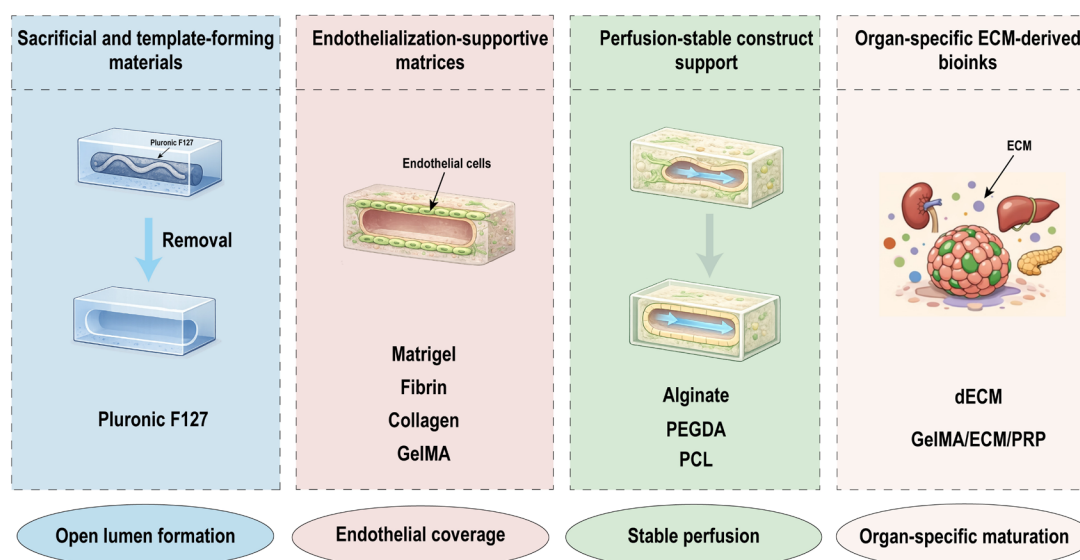 Sacrificial and template-forming
materials
Pluronic F127
Removal
Pluronic F127
Open lumen formation
Endothelialization-supportive
matrices
Endothelial cells
Matrigel
Fibrin
Collagen
GelMA
Endothelial coverage
Perfusion-stable construct
support
Alginate
PEGDA
PCL
Stable perfusion
Organ-specific ECM-derived
bioinks
ECM
dECM
GelMA/ECM/PRP
Organ-specific maturation